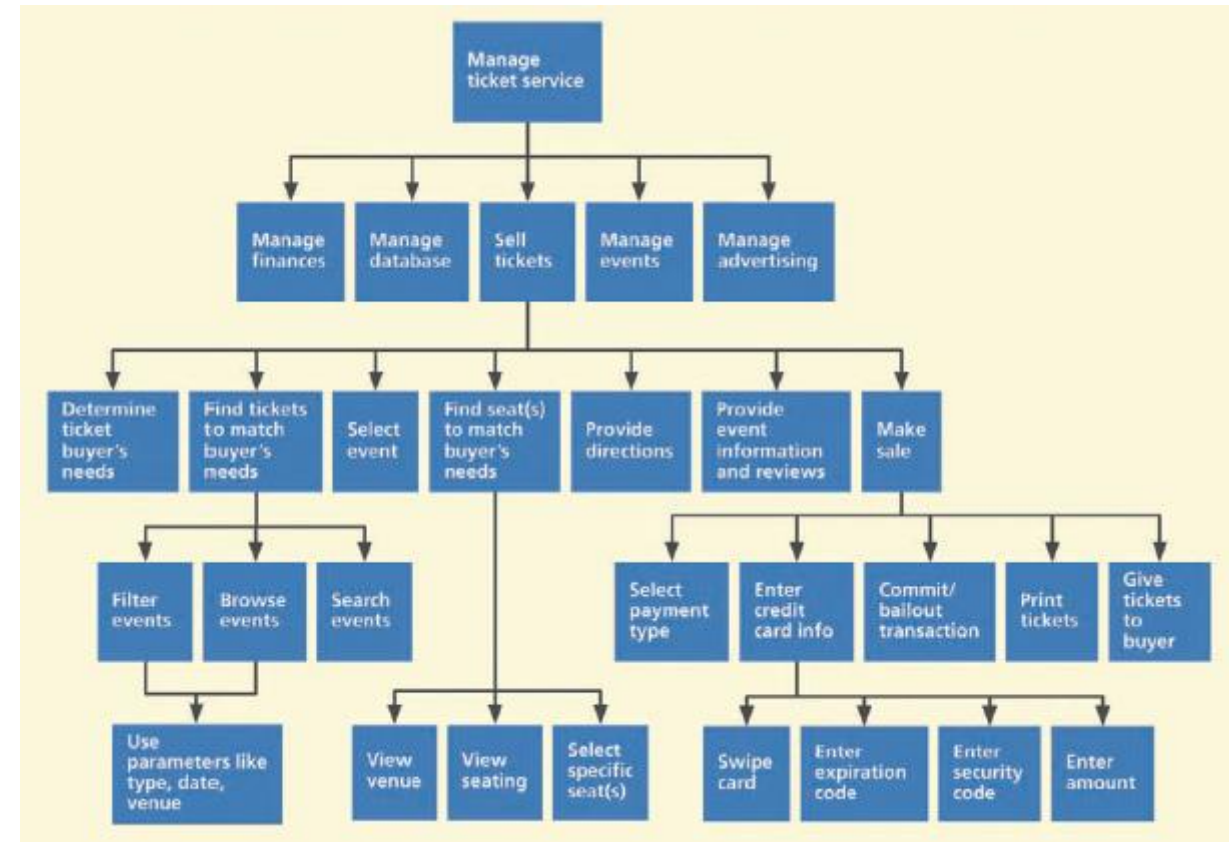 Manage
ticket service
Manage
finances
Manage
database
Sell
tickets
Manage
events
Manage
advertising
Determine
ticket
buyer's
needs
Find tickets
to match
buyer's
needs
Select
event
Find seat(s)
to match
buyer's
needs
Provide
directions
Provide
event
information
and reviews
Make
sale
Filter
events
Browse
events
Search
events
Select
payment
type
Enter
credit
card info
Commit/
bailout
transaction
Print
tickets
Give
tickets
to
buyer
Use
parameters like
type, date,
venue
View
venue
View
seating
Select
specific
seat(s)
Swipe
card
Enter
expiration
code
Enter
security
code
Enter
amount